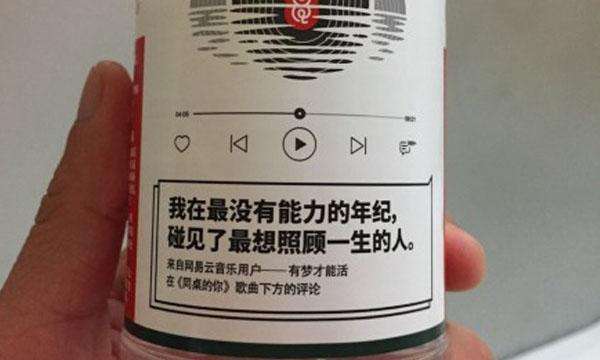 04:05
我在最没有能力的年纪,
碰见了最想照顾一生的人。
来自网易云音乐用户——有梦才能活
在《同桌的你》歌曲下方的评论